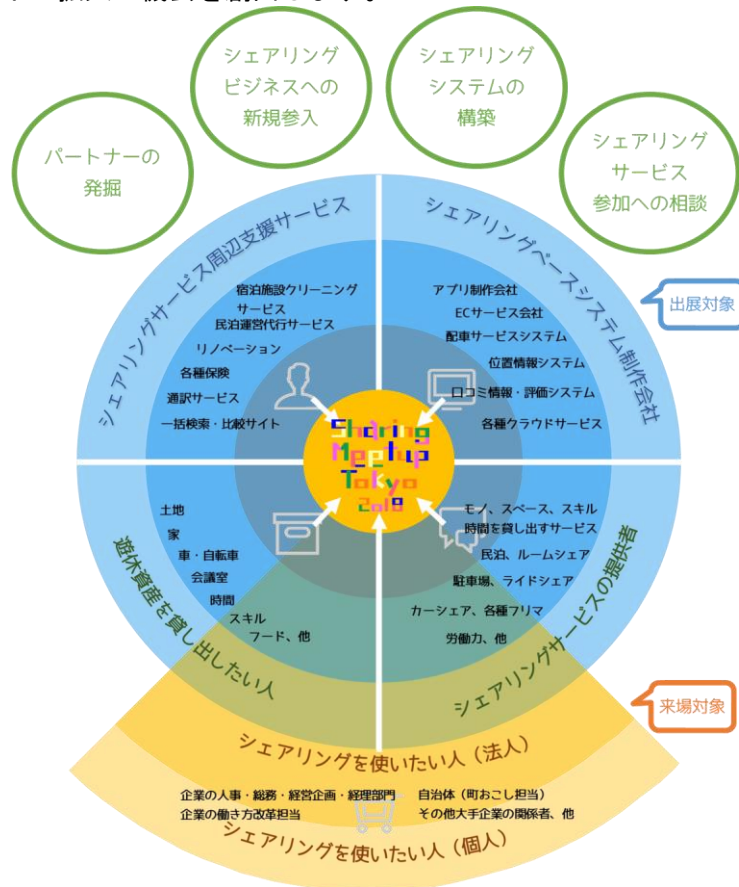 シェアリング
ビジネスへの
新規参入
シェアリング
システムの
構築
パートナーの
発掘
シェアリング
サービス
参加への相談
シェアリングサービス周辺支援サービス
シェアリングベースシステム制作会社
出展対象
宿泊施設クリーニング
サービス
民泊運営代行サービス
リノベーション
各種保険
通訳サービス
一括検索・比較サイト
アプリ制作会社
ECサービス会社
配車サービスシステム
位置情報システム
口コミ情報・評価システム
各種クラウドサービス
Sharing
Meetup
Tokyo
2018
土地
家
車・自転車
会議室
時間
スキル
フード、他
モノ、スペース、スキル
時間を貸し出すサービス
民泊、ルームシェア
駐車場、ライドシェア
カーシェア、各種フリマ
労働力、他
遊休資産を貸し出したい人
シェアリングサービスの提供者
来場対象
シェアリングを使いたい人（法人）
企業の人事・総務・経営企画・経理部門
企業の働き方改革担当
自治体（町おこし担当）
その他大手企業の関係者、他
シェアリングを使いたい人（個人）